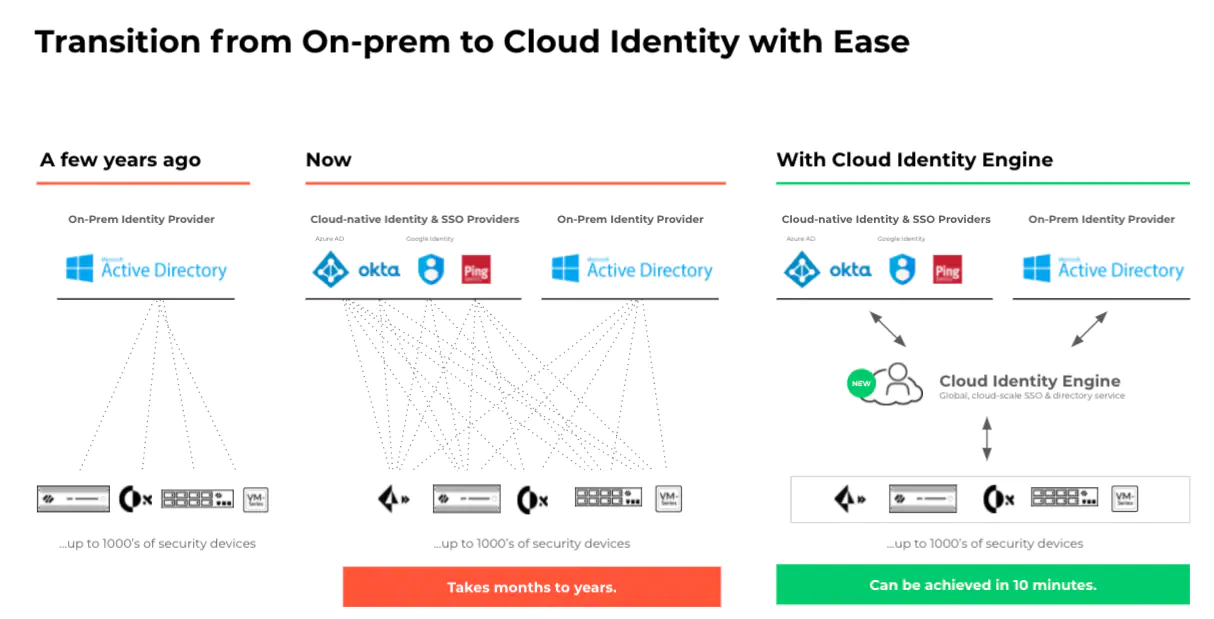 Transition from On-prem to Cloud Identity with Ease
A few years ago
On-Prem Identity Provider
Microsoft
Active Directory
VM-
Series
...up to 1000's of security devices
Now
Cloud-native Identity & SSO Providers
On-Prem Identity Provider
Azure AD
Google Identity
okta
Ping
Microsoft
Active Directory
VM-
Series
...up to 1000's of security devices
Takes months to years.
With Cloud Identity Engine
Cloud-native Identity & SSO Providers
On-Prem Identity Provider
Azure AD
Google Identity
okta
Ping
Microsoft
Active Directory
NEW
Cloud Identity Engine
Global, cloud-scale SSO & directory service
VM-
Series
...up to 1000's of security devices
Can be achieved in 10 minutes.